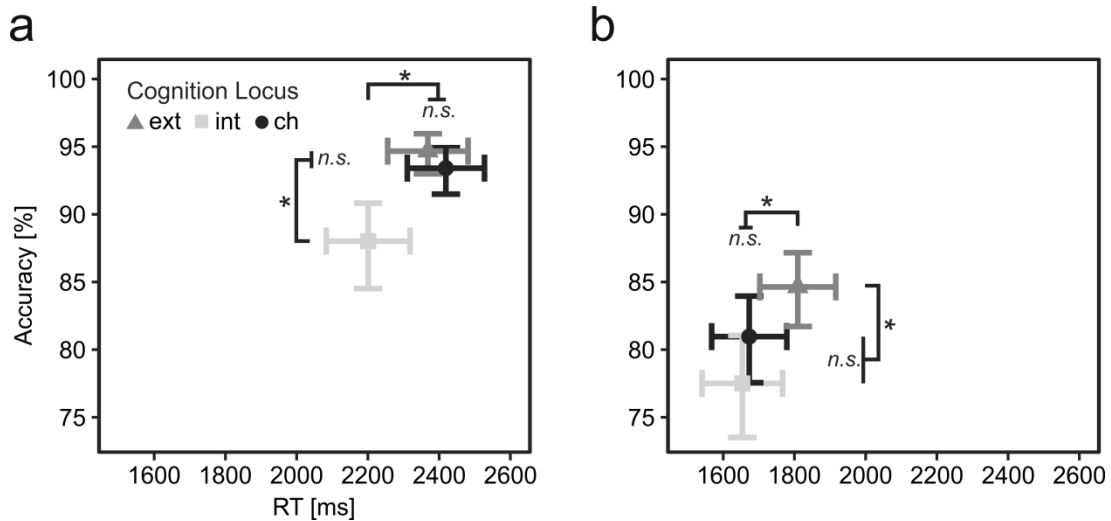 a
100
95
90
85
80
75
Accuracy [%]
Cognition Locus
ext int ch
*
n.s.
n.s.
*
1600 1800 2000 2200 2400 2600
RT [ms]
b
100
95
90
85
80
75
*
n.s.
*
n.s.
1600 1800 2000 2200 2400 2600